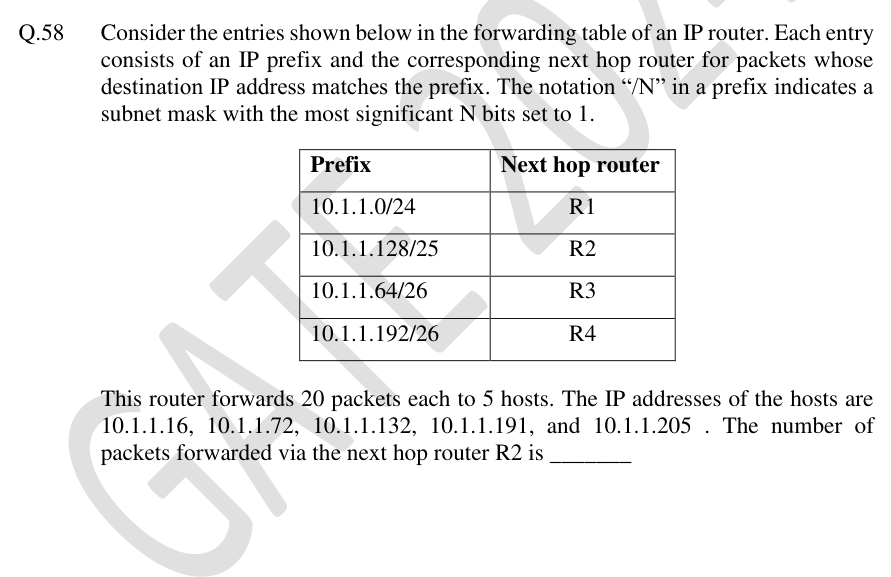 Q.58 Consider the entries shown below in the forwarding table of an IP router. Each entry
consists of an IP prefix and the corresponding next hop router for packets whose
destination IP address matches the prefix. The notation “/N” in a prefix indicates a
subnet mask with the most significant N bits set to 1.
Prefix Next hop router
10.1.1.0/24 R1
10.1.1.128/25 R2
10.1.1.64/26 R3
10.1.1.192/26 R4
This router forwards 20 packets each to 5 hosts. The IP addresses of the hosts are
10.1.1.16, 10.1.1.72, 10.1.1.132, 10.1.1.191, and 10.1.1.205 . The number of
packets forwarded via the next hop router R2 is _______
GATE 202